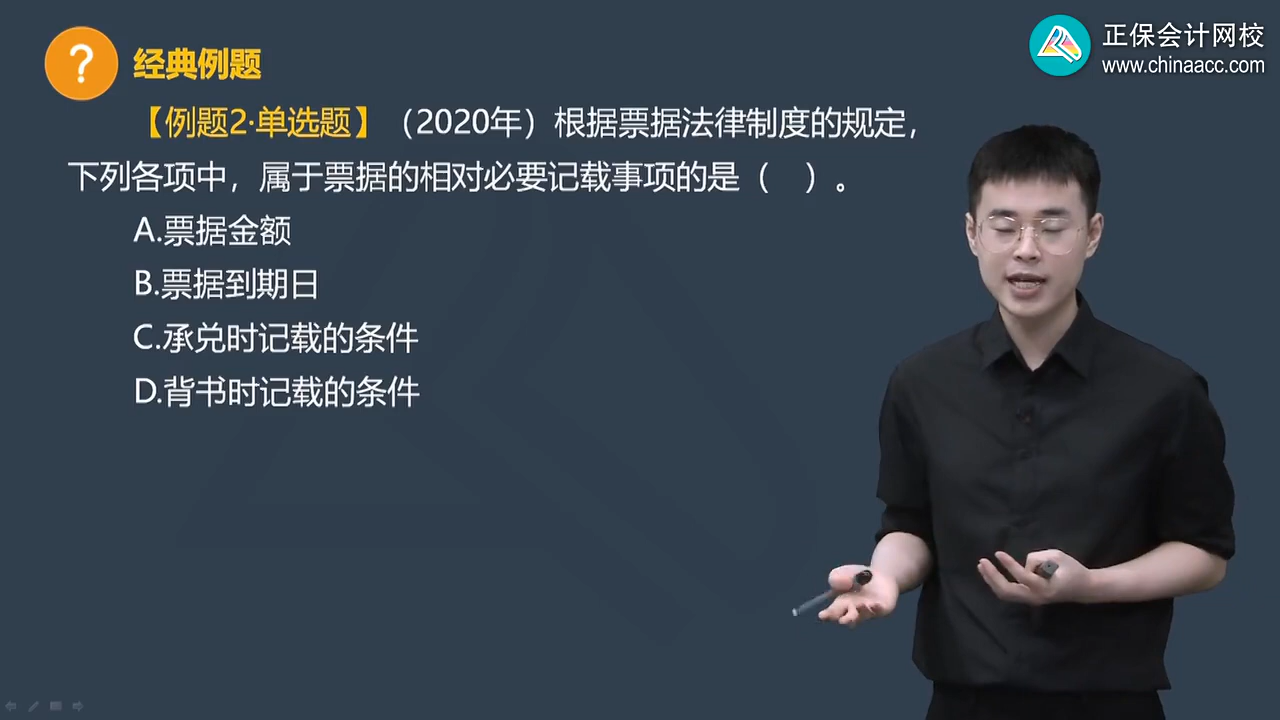 正保会计网校
www.chinaacc.com
? 经典例题
【例题2·单选题】（2020年）根据票据法律制度的规定，
下列各项中，属于票据的相对必要记载事项的是（ ）。
A.票据金额
B.票据到期日
C.承兑时记载的条件
D.背书时记载的条件